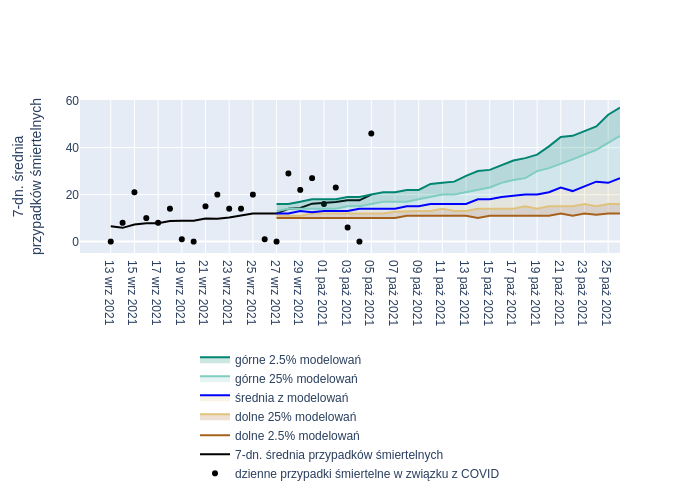 7-dn. średnia
przypadków śmiertelnych
60
40
20
0
13 wrz 2021
15 wrz 2021
17 wrz 2021
19 wrz 2021
21 wrz 2021
23 wrz 2021
25 wrz 2021
27 wrz 2021
29 wrz 2021
01 paź 2021
03 paź 2021
05 paź 2021
07 paź 2021
09 paź 2021
11 paź 2021
13 paź 2021
15 paź 2021
17 paź 2021
19 paź 2021
21 paź 2021
23 paź 2021
25 paź 2021
górne 2.5% modelowań
górne 25% modelowań
średnia z modelowań
dolne 25% modelowań
dolne 2.5% modelowań
7-dn. średnia przypadków śmiertelnych
dzienne przypadki śmiertelne w związku z COVID